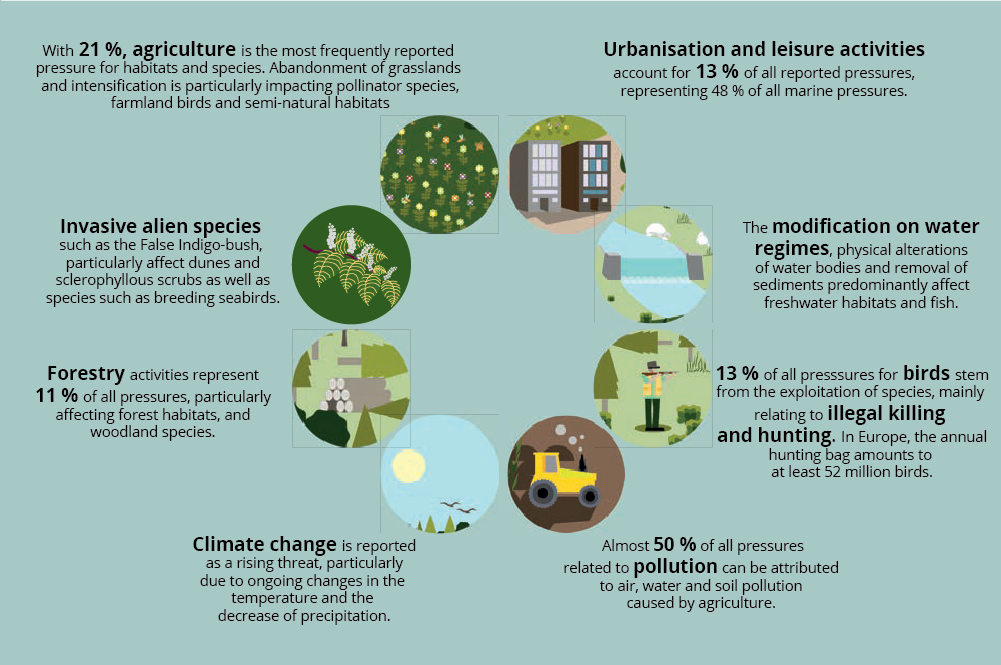 With 21 %, agriculture is the most frequently reported
pressure for habitats and species. Abandonment of grasslands
and intensification is particularly impacting pollinator species,
farmland birds and semi-natural habitats
Urbanisation and leisure activities
account for 13 % of all reported pressures,
representing 48 % of all marine pressures.
Invasive alien species
such as the False Indigo-bush,
particularly affect dunes and
sclerophyllous scrubs as well as
species such as breeding seabirds.
The modification on water
regimes, physical alterations
of water bodies and removal of
sediments predominantly affect
freshwater habitats and fish.
Forestry activities represent
11 % of all pressures, particularly
affecting forest habitats, and
woodland species.
13 % of all presssures for birds stem
from the exploitation of species, mainly
relating to illegal killing
and hunting. In Europe, the annual
hunting bag amounts to
at least 52 million birds.
Climate change is reported
as a rising threat, particularly
due to ongoing changes in the
temperature and the
decrease of precipitation.
Almost 50 % of all pressures
related to pollution can be attributed
to air, water and soil pollution
caused by agriculture.